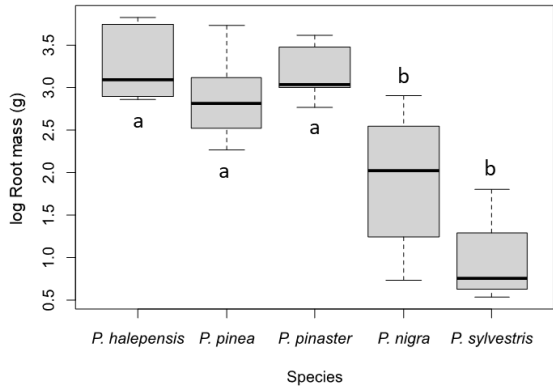 log Root mass (g)
3.5
3.0
2.5
2.0
1.5
1.0
0.5
a
a
a
b
b
P. halepensis P. pinea P. pinaster P. nigra P. sylvestris
Species